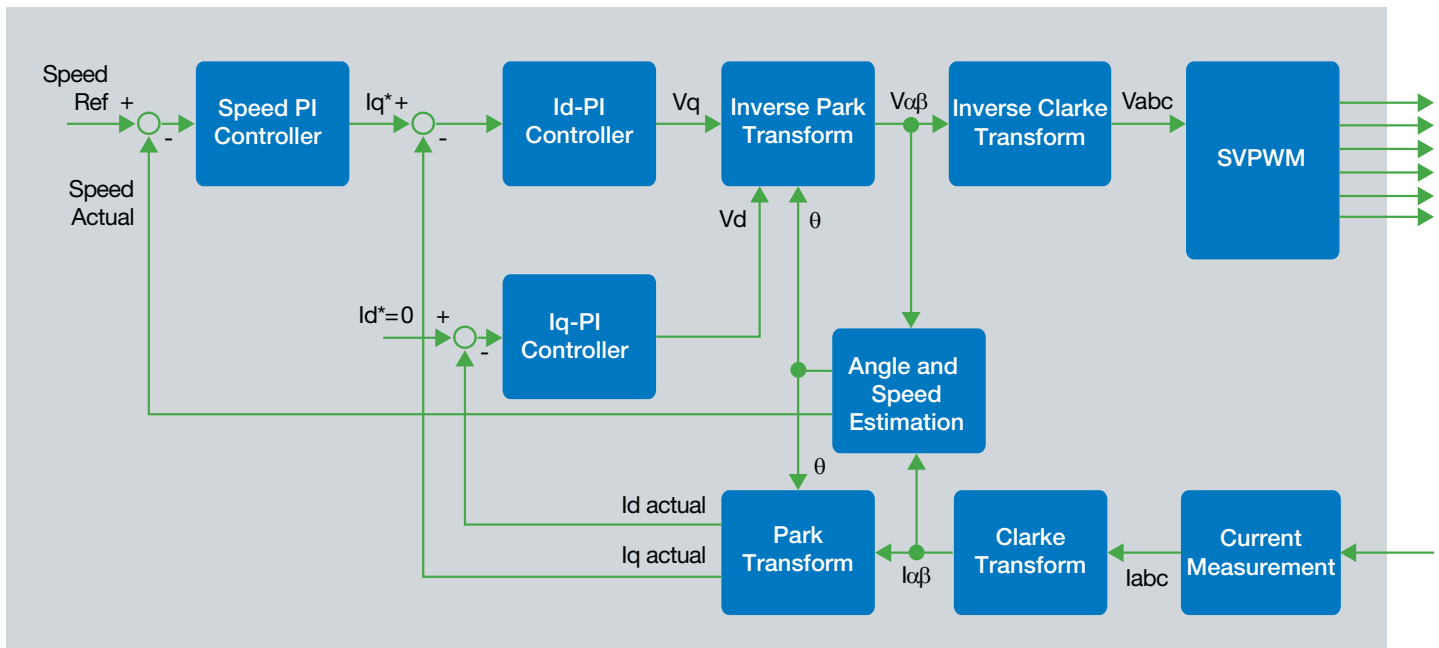 Speed
Ref +
-
Speed PI
Controller
Iq* +
-
Id-PI
Controller
Vq
Inverse Park
Transform
Vαβ
Inverse Clarke
Transform
Vabc
SVPWM
Speed
Actual
Vd
θ
Id*=0 +
-
Iq-PI
Controller
Angle and
Speed
Estimation
θ
Id actual
Iq actual
Park
Transform
Iαβ
Clarke
Transform
Iabc
Current
Measurement